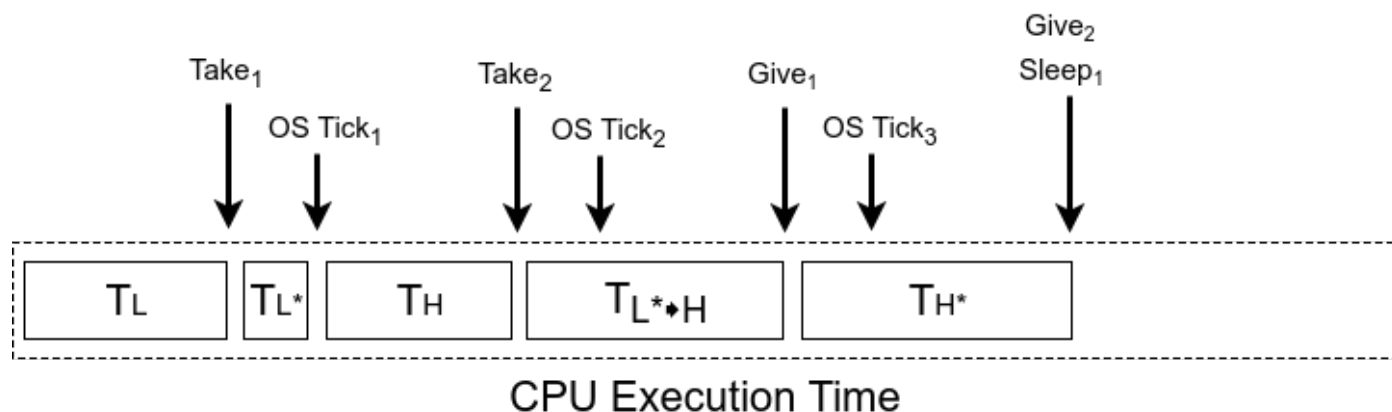 Take₁
OS Tick₁
Take₂
OS Tick₂
Give₁
OS Tick₃
Give₂
Sleep₁
TL
TL*
TH
TL*➧H
TH*
CPU Execution Time